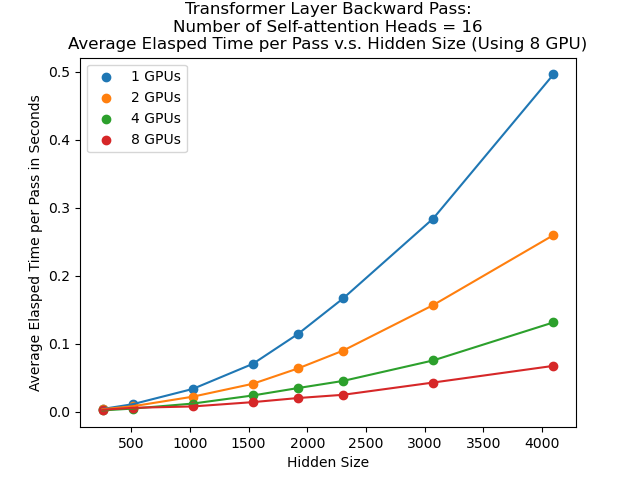 Transformer Layer Backward Pass:
Number of Self-attention Heads = 16
Average Elasped Time per Pass v.s. Hidden Size (Using 8 GPU)
1 GPUs
2 GPUs
4 GPUs
8 GPUs
Average Elasped Time per Pass in Seconds
0.5
0.4
0.3
0.2
0.1
0.0
500 1000 1500 2000 2500 3000 3500 4000
Hidden Size